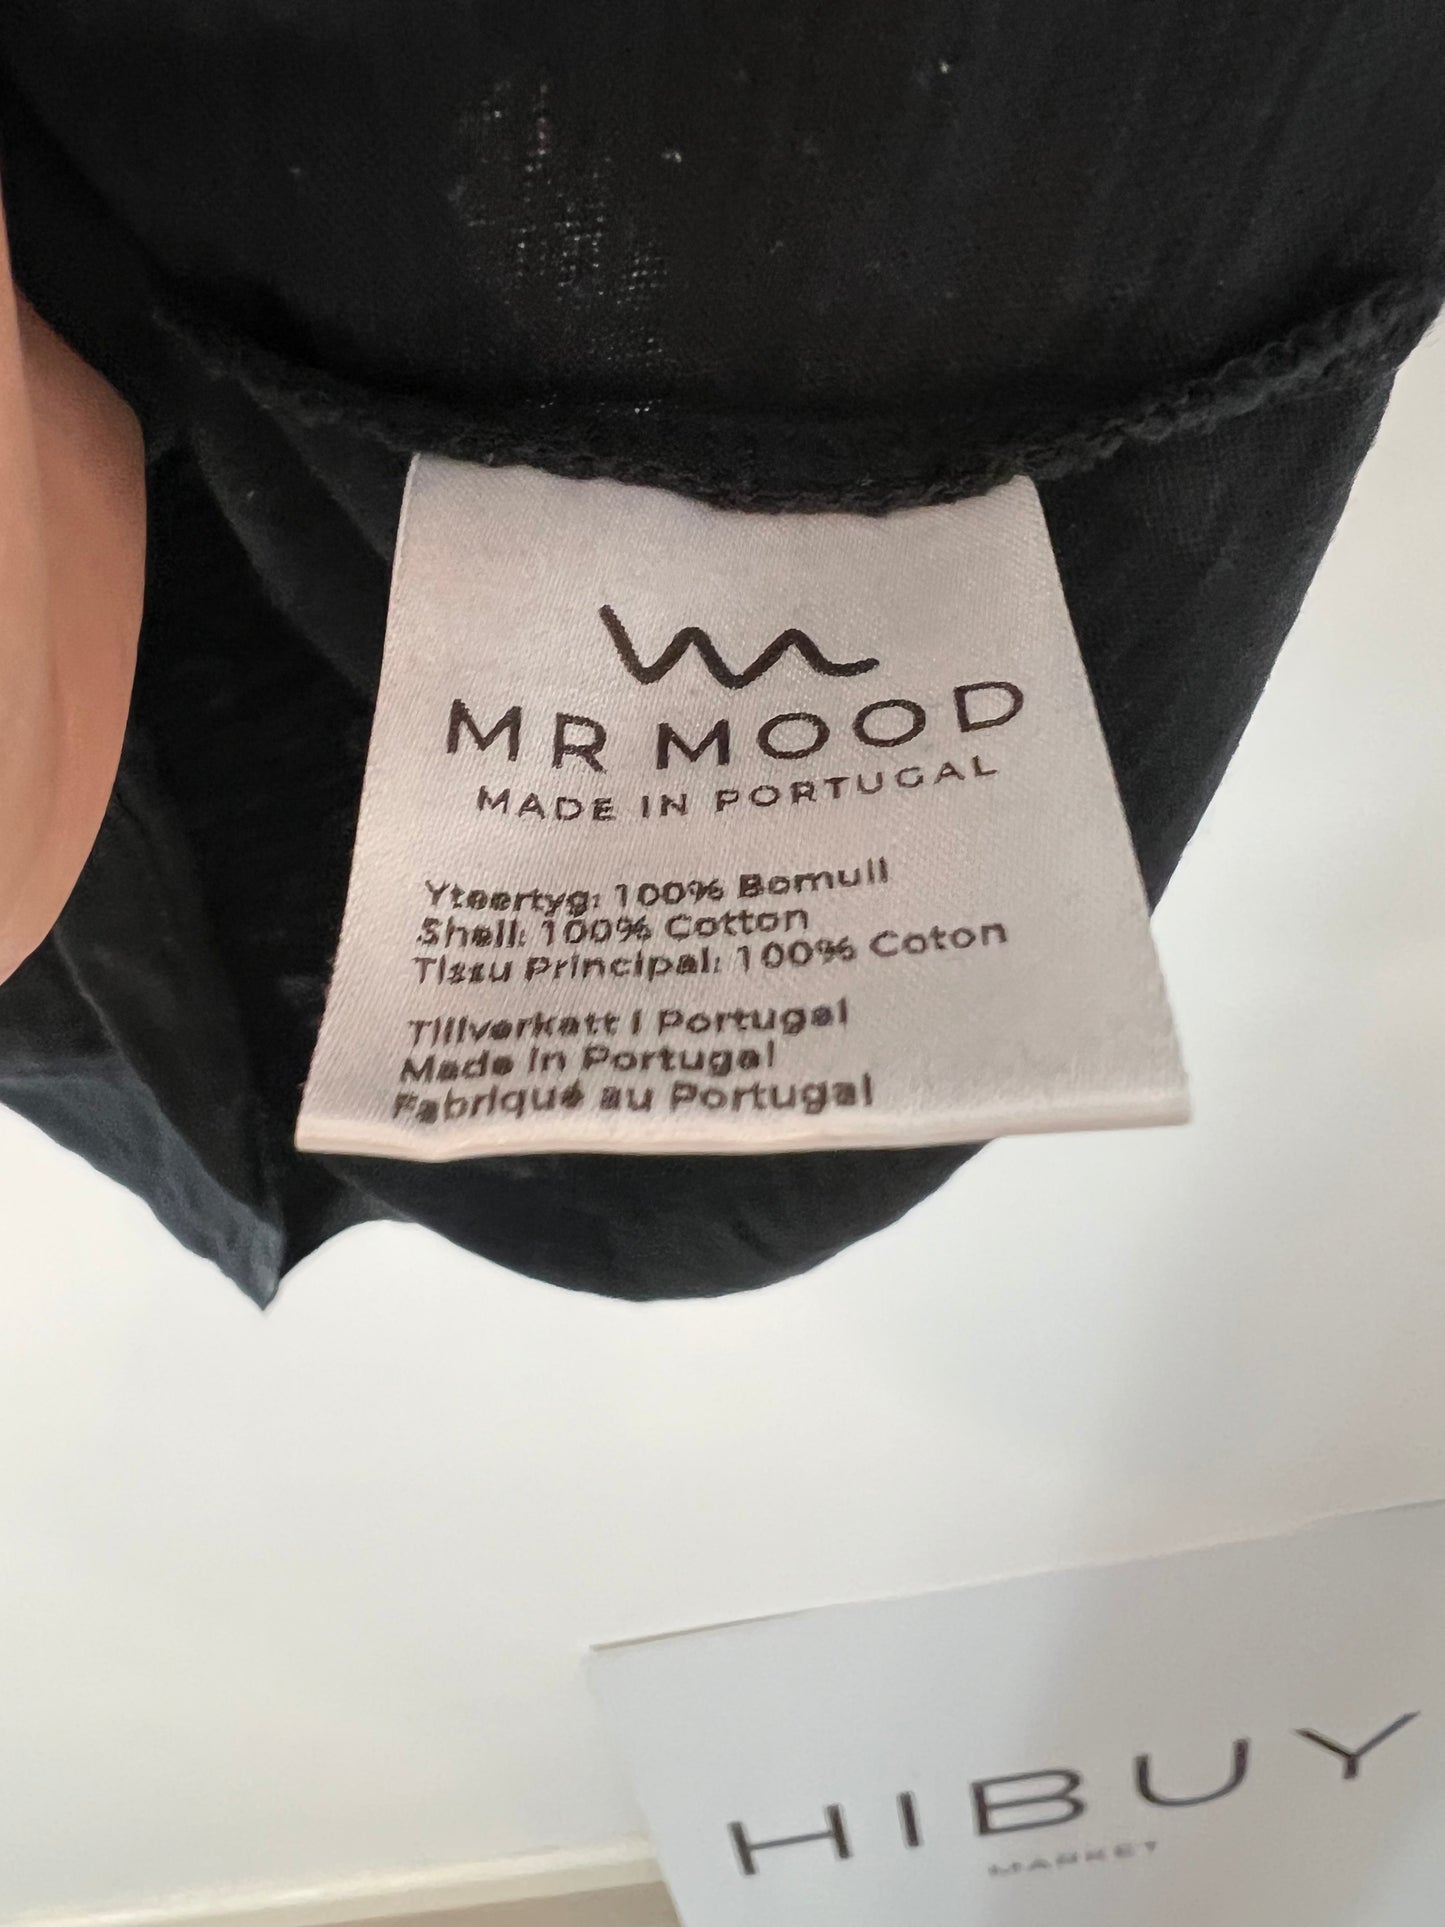 MR MOOD
MADE IN PORTUGAL
Yteertyg: 100% Bomull
Shell: 100% Cotton
Tissu Principal: 100% Coton
Tillverkatt i Portugal
Made in Portugal
Fabriqué au Portugal
HIBUY
MARKET